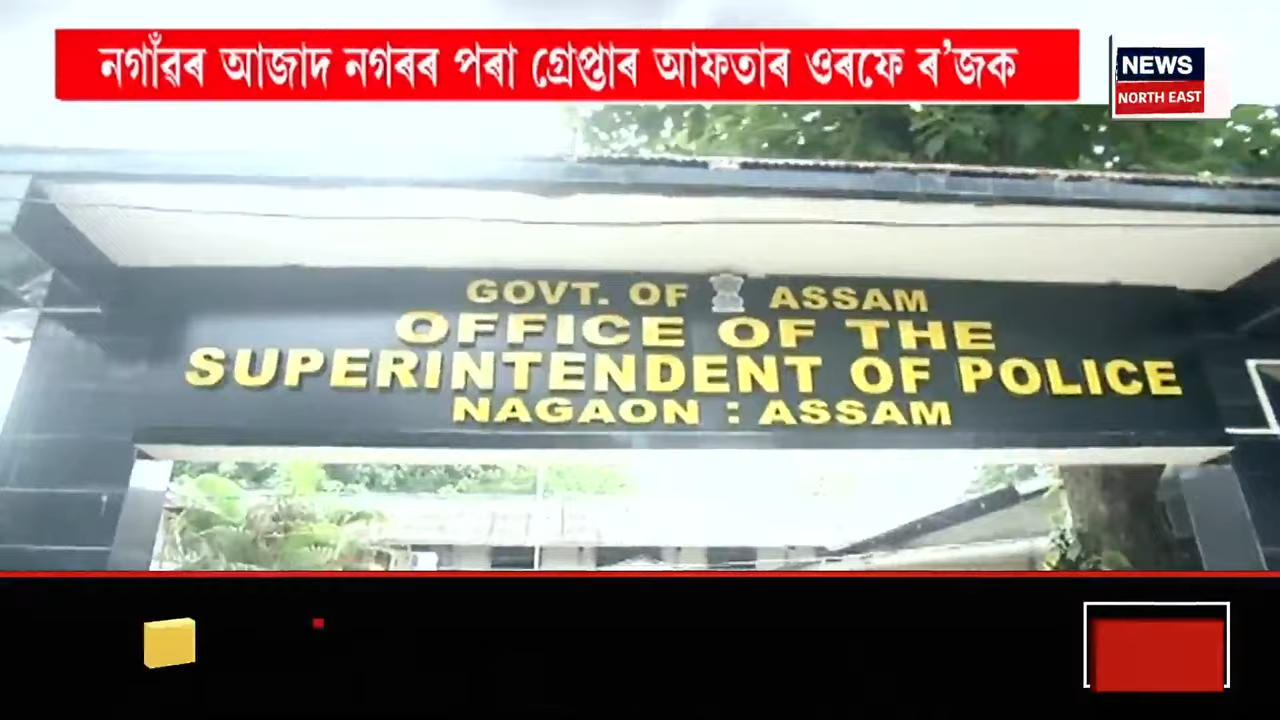 নগাঁৱৰ আজাদ নগৰৰ পৰা গ্ৰেপ্তাৰ আফতাৰ ওৰফে ৰ'জক
NEWS
NORTH EAST
GOVT. OF ASSAM
OFFICE OF THE
SUPERINTENDENT OF POLICE
NAGAON : ASSAM